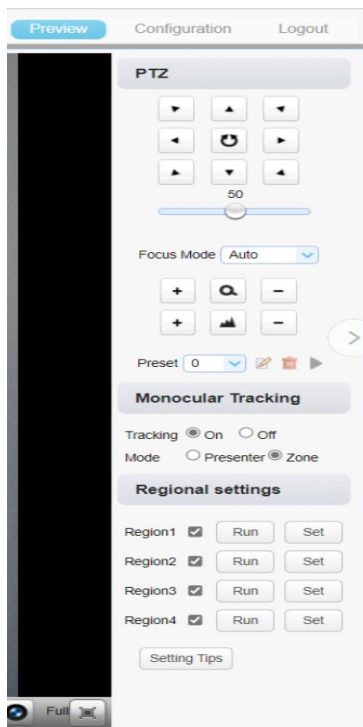 Preview Configuration Logout
PTZ
50
Focus Mode Auto
+ -
+ -
Preset 0
Monocular Tracking
Tracking On Off
Mode Presenter Zone
Regional settings
Region1 Run Set
Region2 Run Set
Region3 Run Set
Region4 Run Set
Setting Tips
Full